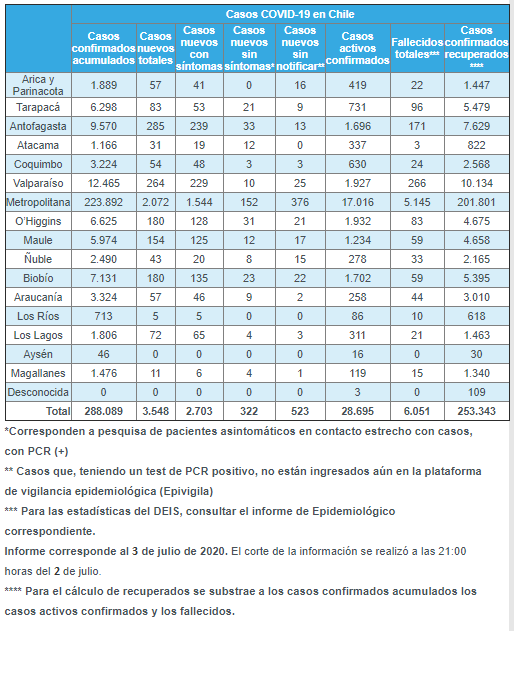 Casos COVID-19 en Chile
Casos confirmados acumulados Casos nuevos totales Casos nuevos con síntomas Casos nuevos sin síntomas* Casos nuevos sin notificar** Casos activos confirmados Fallecidos totales*** Casos confirmados recuperados ****
Arica y Parinacota 1.889 57 41 0 16 419 22 1.447
Tarapacá 6.298 83 53 21 9 731 96 5.479
Antofagasta 9.570 285 239 33 13 1.696 171 7.629
Atacama 1.166 31 19 12 0 337 3 822
Coquimbo 3.224 54 48 3 3 630 24 2.568
Valparaíso 12.465 264 229 10 25 1.927 266 10.134
Metropolitana 223.892 2.072 1.544 152 376 17.016 5.145 201.801
O'Higgins 6.625 180 128 31 21 1.932 83 4.675
Maule 5.974 154 125 12 17 1.234 59 4.658
Ñuble 2.490 43 20 8 15 278 33 2.165
Biobío 7.131 180 135 23 22 1.702 59 5.395
Araucanía 3.324 57 46 9 2 258 44 3.010
Los Ríos 713 5 5 0 0 86 10 618
Los Lagos 1.806 72 65 4 3 311 21 1.463
Aysén 46 0 0 0 0 16 0 30
Magallanes 1.476 11 6 4 1 119 15 1.340
Desconocida 0 0 0 0 0 3 0 109
Total 288.089 3.548 2.703 322 523 28.695 6.051 253.343
*Corresponden a pesquisa de pacientes asintomáticos en contacto estrecho con casos,
con PCR (+)
** Casos que, teniendo un test de PCR positivo, no están ingresados aún en la plataforma
de vigilancia epidemiológica (Epivigila)
*** Para las estadísticas del DEIS, consultar el informe de Epidemiológico
correspondiente.
Informe corresponde al 3 de julio de 2020. El corte de la información se realizó a las 21:00
horas del 2 de julio.
**** Para el cálculo de recuperados se substrae a los casos confirmados acumulados los
casos activos confirmados y los fallecidos.